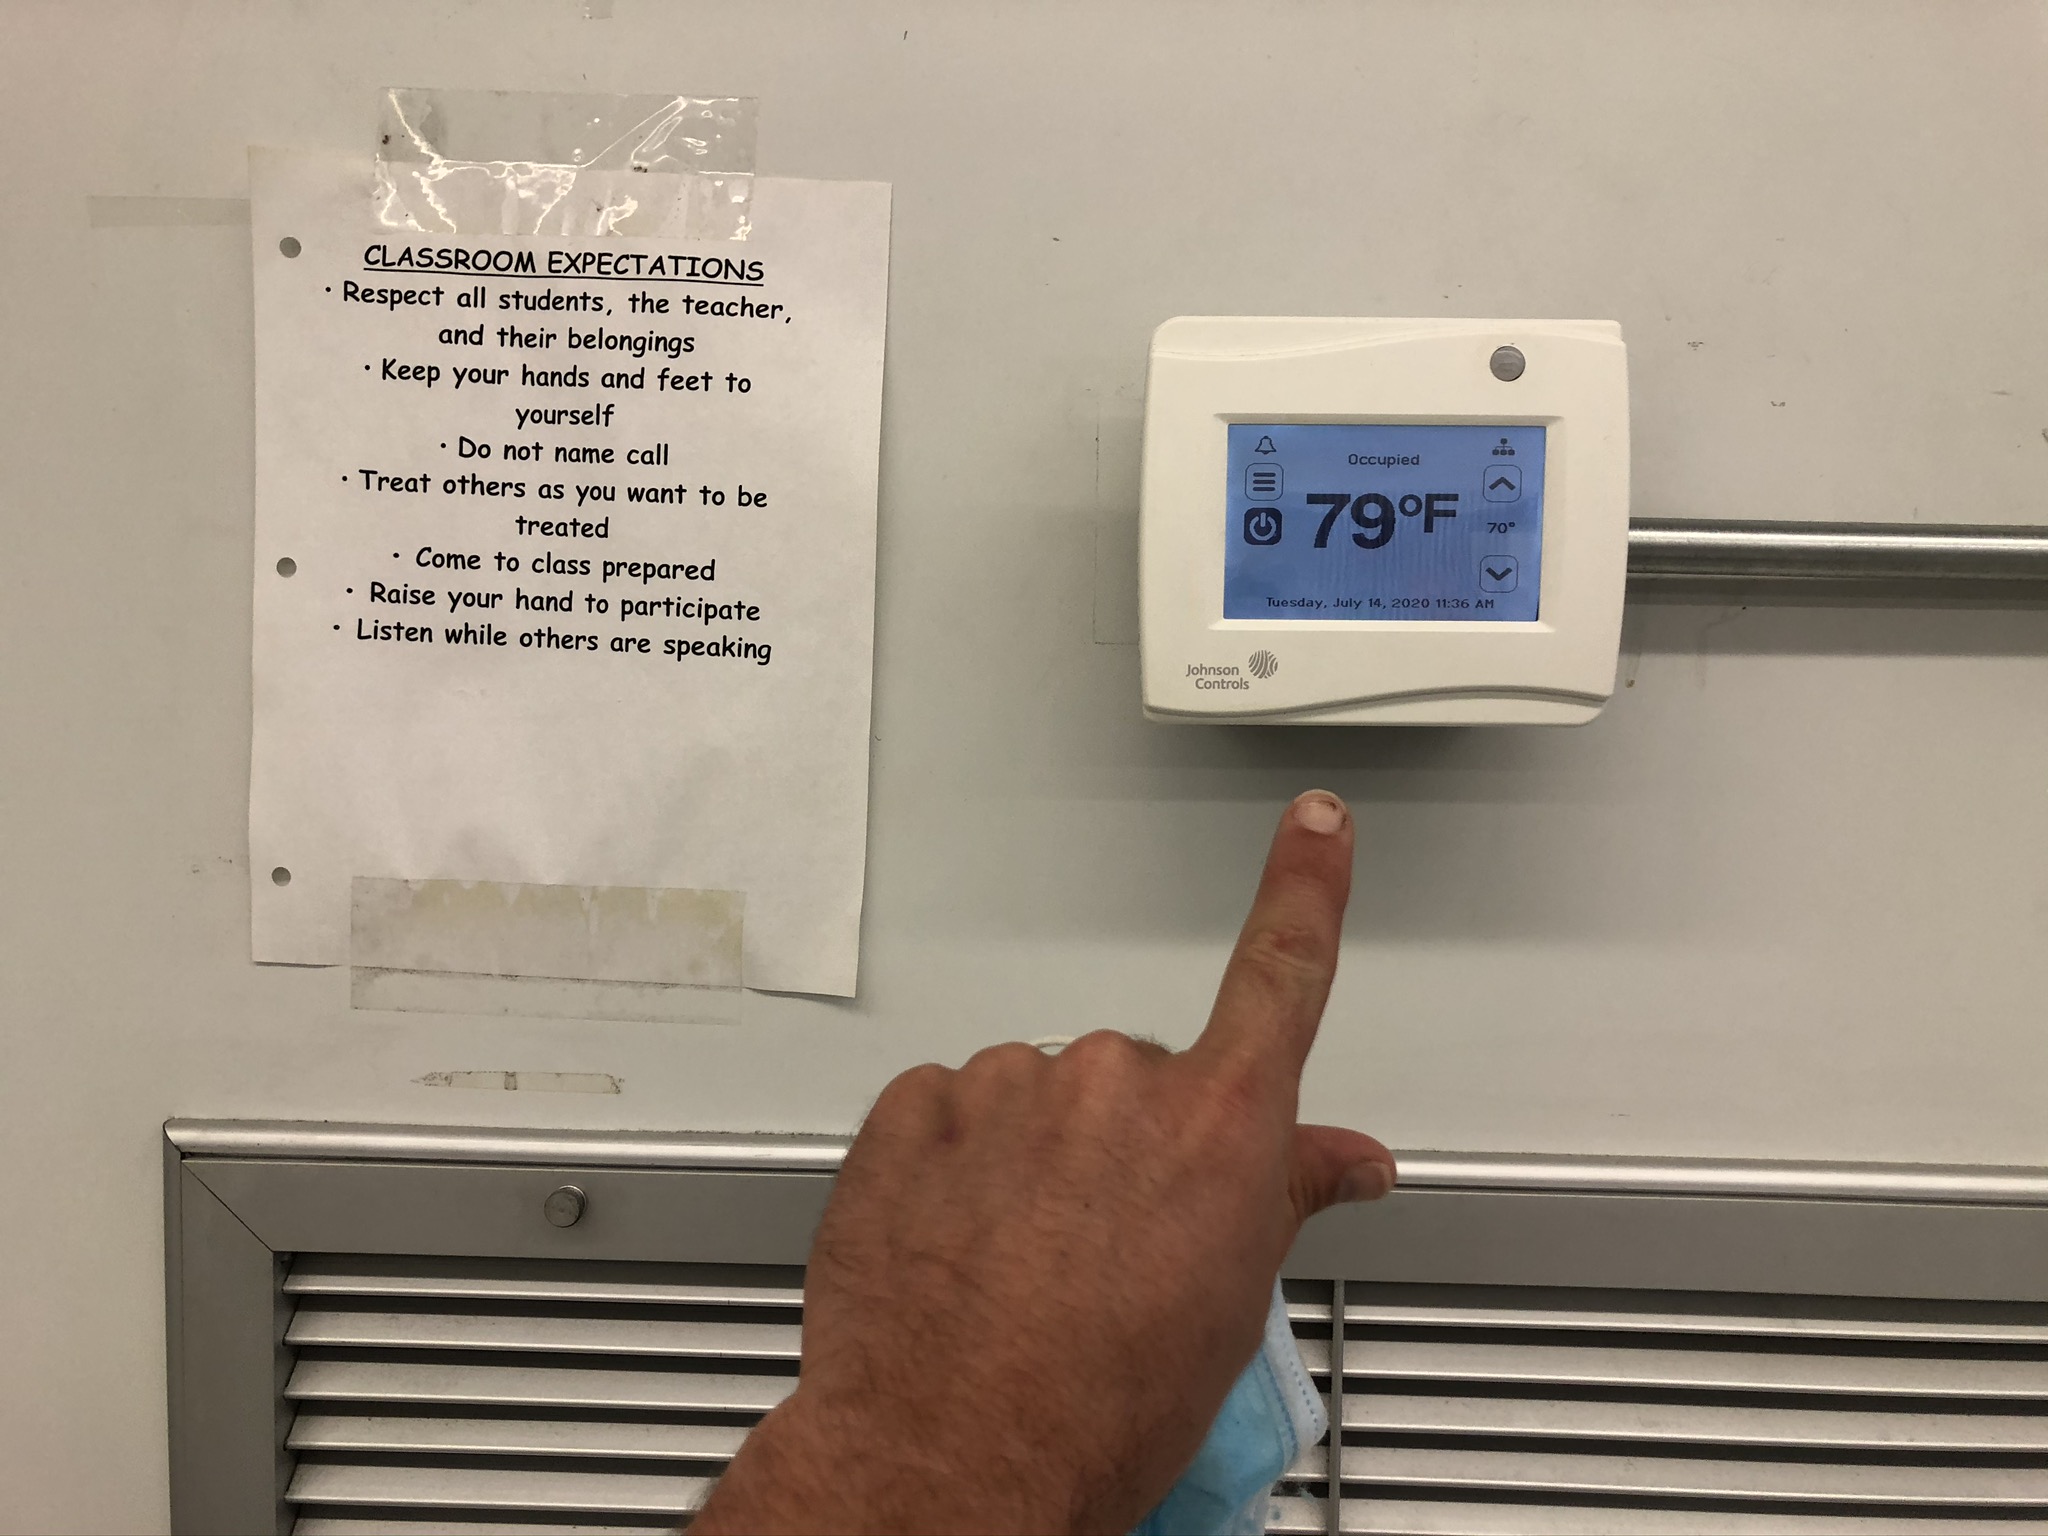 CLASSROOM EXPECTATIONS
· Respect all students, the teacher,
and their belongings
· Keep your hands and feet to
yourself
· Do not name call
· Treat others as you want to be
treated
· Come to class prepared
· Raise your hand to participate
· Listen while others are speaking
Occupied
79°F
70°
Tuesday, July 14, 2020 11:36 AM
Johnson
Controls